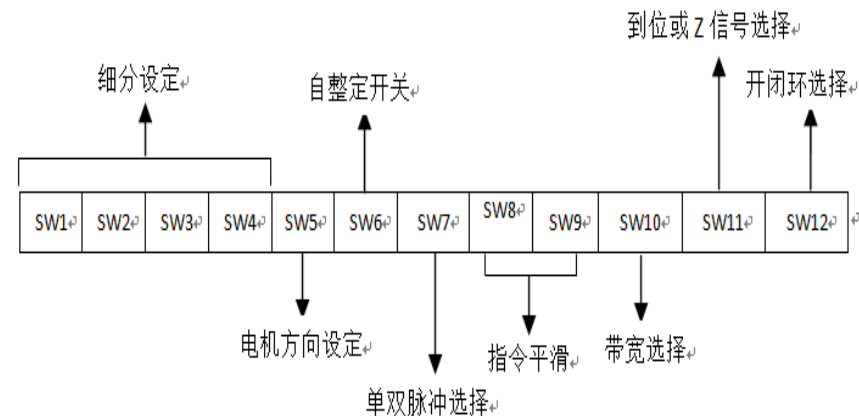 到位或 Z 信号选择
细分设定
自整定开关
开闭环选择
SW1 SW2 SW3 SW4 SW5 SW6 SW7 SW8 SW9 SW10 SW11 SW12
电机方向设定
指令平滑
带宽选择
单双脉冲选择